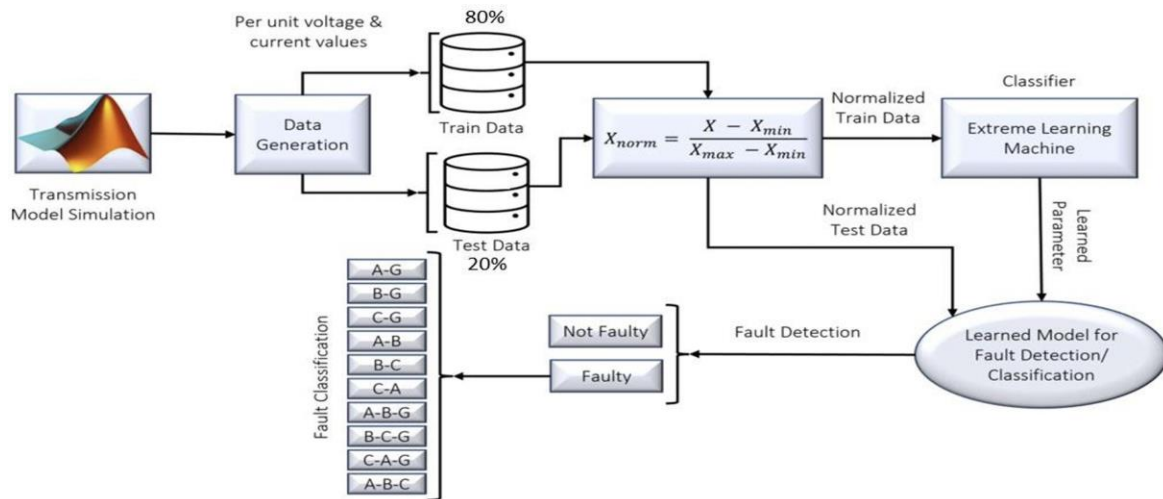 Per unit voltage &
current values
80%
Train Data
Data
Generation
Transmission
Model Simulation
Test Data
20%
X_norm = (X - X_min) / (X_max - X_min)
Normalized
Train Data
Classifier
Extreme Learning
Machine
Normalized
Test Data
Learned
Parameter
Learned Model for
Fault Detection/
Classification
Fault Detection
Not Faulty
Faulty
Fault Classification
A-G
B-G
C-G
A-B
B-C
C-A
A-B-G
B-C-G
C-A-G
A-B-C